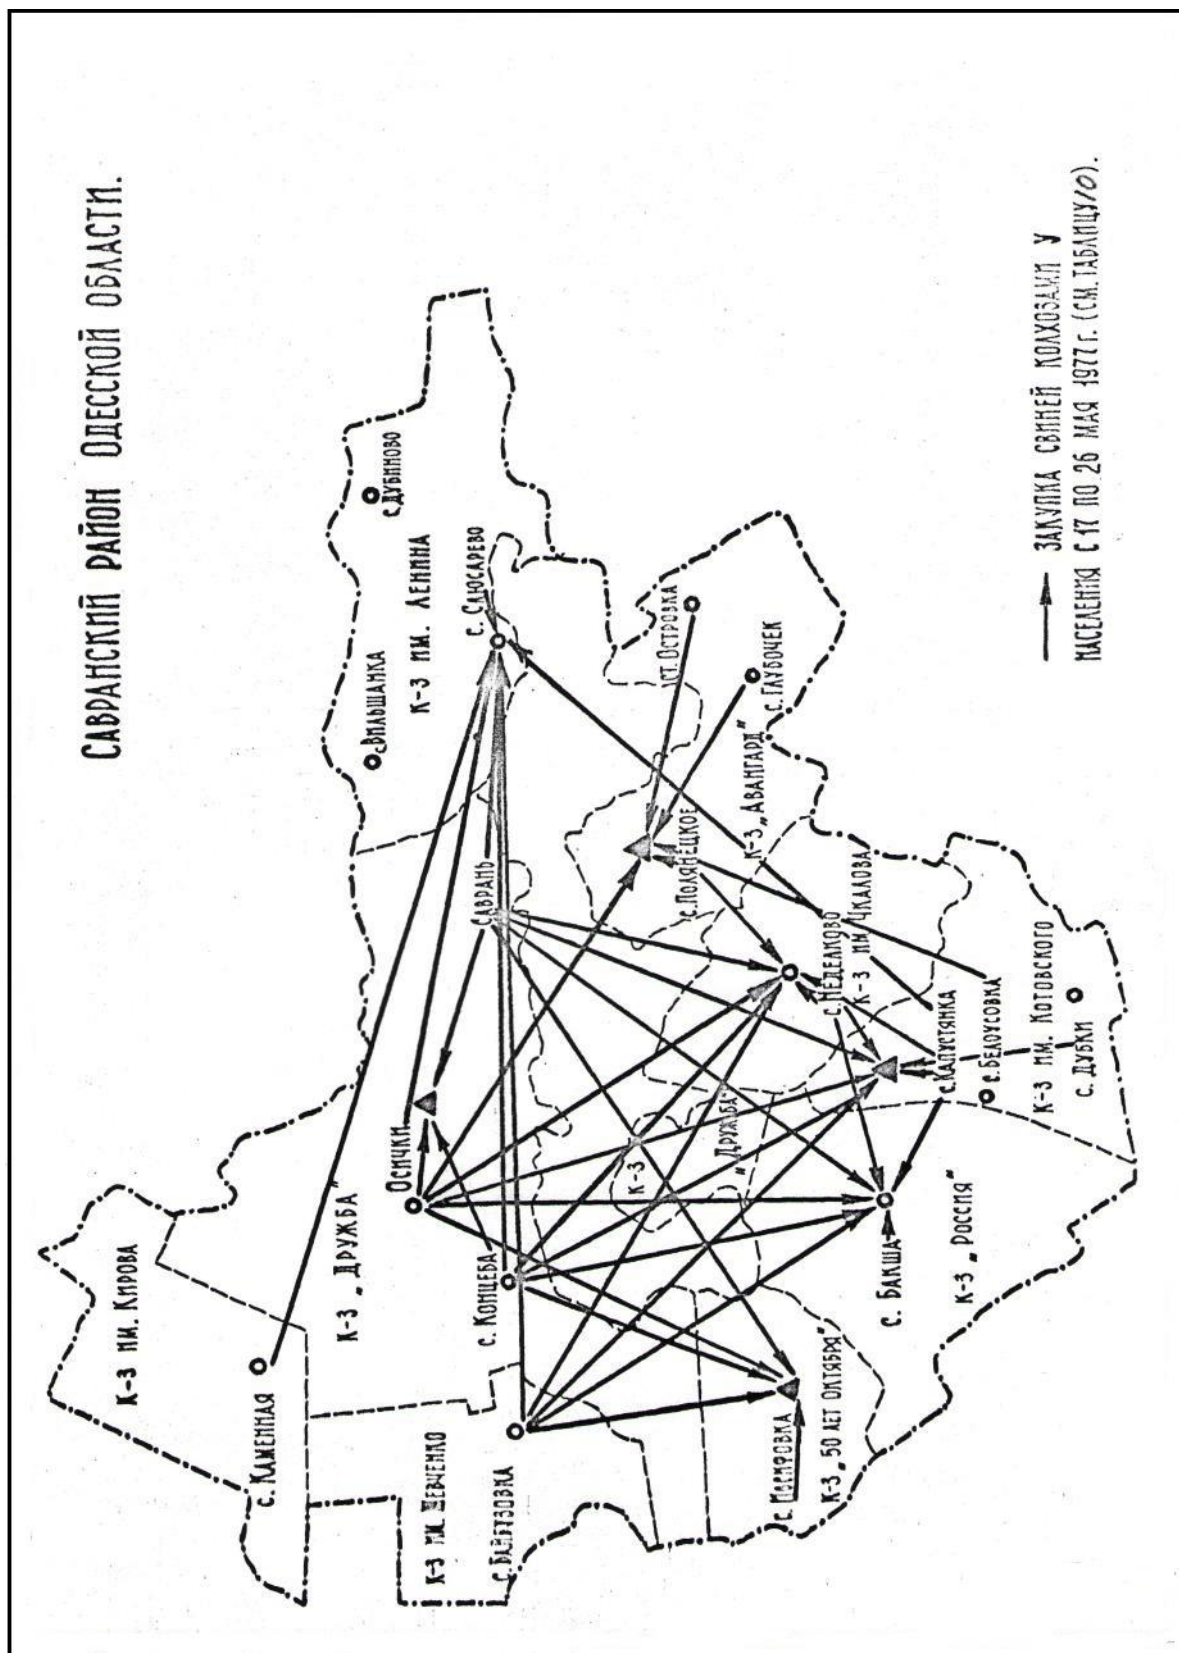 САВРАНСКИЙ РАЙОН ОДЕССКОЙ ОБЛАСТИ.
К-З ИМ. КИРОВА
с. КАМЕННАЯ
К-З „ДРУЖБА"
К-З ИМ. ШЕВЧЕНКО
с. БАКБУЗОВКА
с. КОНЦЕБА
ОСИЧКИ
САВРАНЬ
с. ВИЛЬШАНКА
с. ДУБИНОВО
К-З ИМ. ЛЕНИНА
с. СЛЮСАРЕВО
ст. ОСТРОВКА
с. ГЛУБОЧЕК
К-З „АВАНГАРД"
с. ПОЛЯНЕЦКОЕ
с. НЕДЕЛКОВО
К-З ИМ ЧКАЛОВА
К-З
„ДРУЖБА"
с. КАПУСТЯНКА
с. БЕЛОУСОВКА
К-З ИМ. КОТОВСКОГО
с. ДУБКИ
с. БАКША
К-З „РОССИЯ"
с. ИОСИПОВКА
К-З „50 ЛЕТ ОКТЯБРЯ"
ЗАКУПКА СВИНЕЙ КОЛХОЗАМИ У
НАСЕЛЕНИЯ С 17 ПО 26 МАЯ 1977 г. (СМ. ТАБЛИЦУ 10).